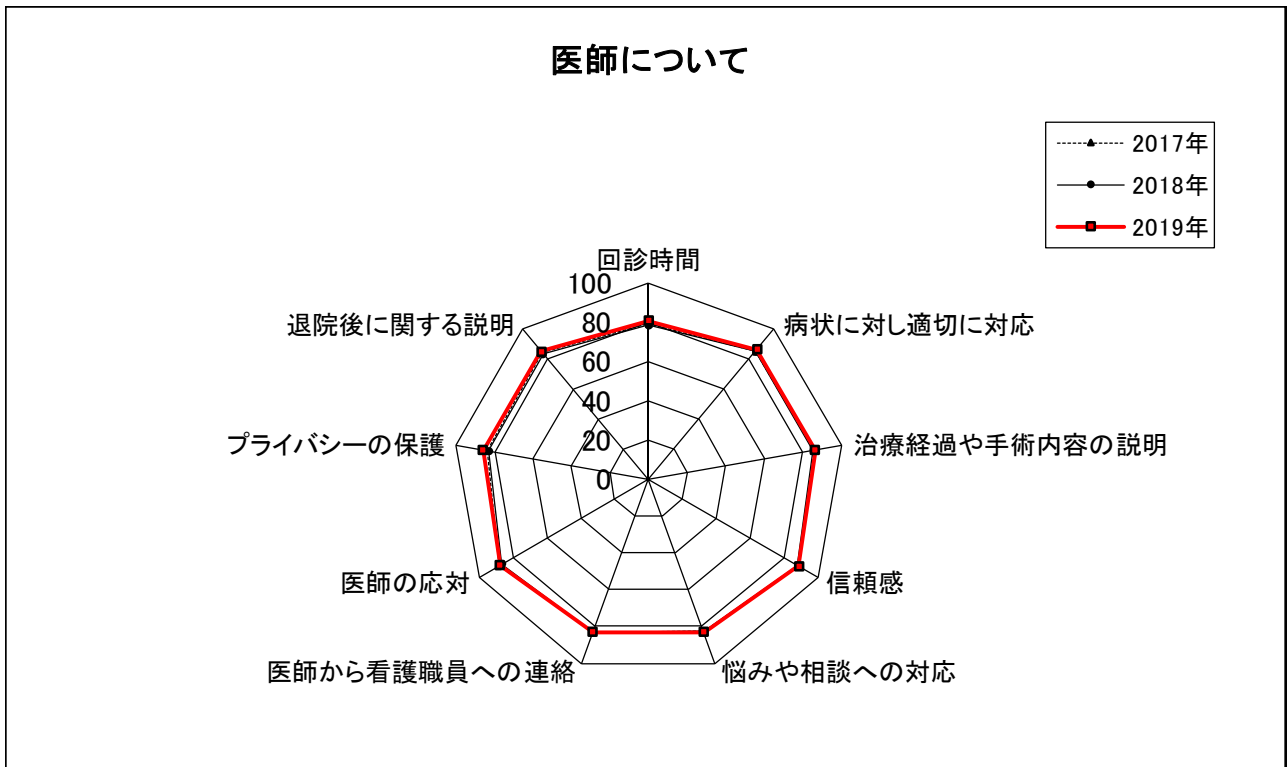 医師について
2017年
2018年
2019年
回診時間
100
80
60
40
20
0
病状に対し適切に対応
治療経過や手術内容の説明
信頼感
悩みや相談への対応
医師から看護職員への連絡
医師の応対
プライバシーの保護
退院後に関する説明